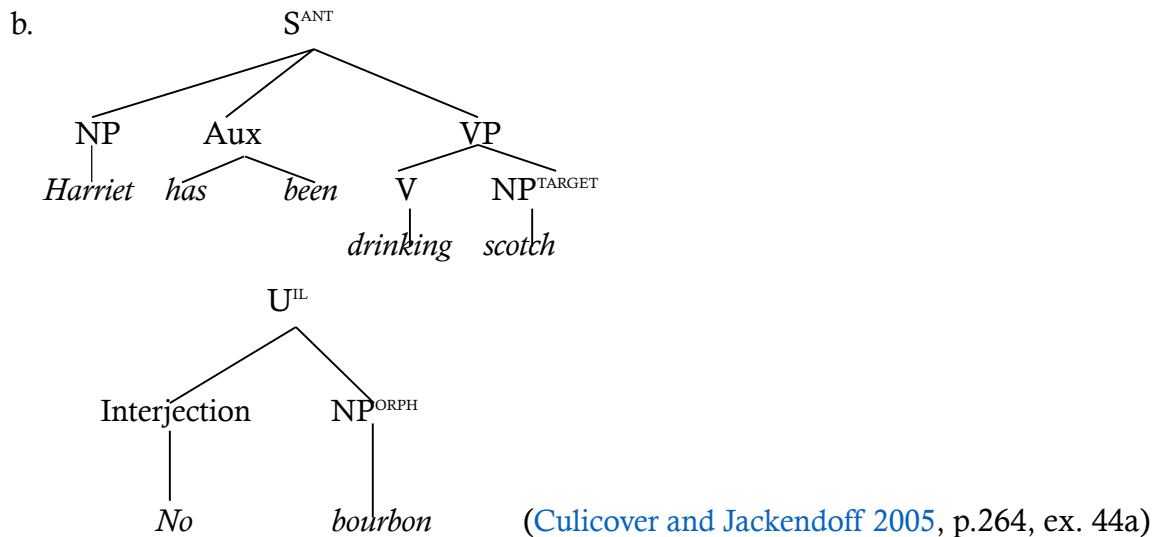 b.
S^ANT
NP Aux VP
Harriet has been V NP^TARGET
drinking scotch
U^IL
Interjection NP^ORPH
No bourbon (Culicover and Jackendoff 2005, p.264, ex. 44a)